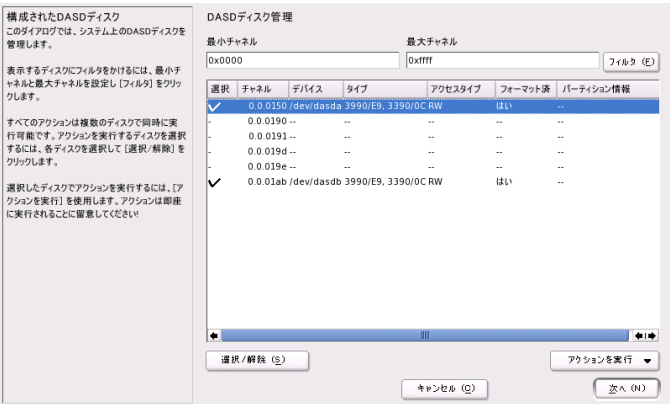 構成されたDASDディスク
このダイアログでは、システム上のDASDディスクを
管理します。
表示するディスクにフィルタをかけるには、最小チ
ャネルと最大チャネルを設定し [フィルタ] をクリッ
クします。
すべてのアクションは複数のディスクで同時に実
行可能です。アクションを実行するディスクを選択
するには、各ディスクを選択して [選択/解除] を
クリックします。
選択したディスクでアクションを実行するには、[ア
クションを実行] を使用します。アクションは即座
に実行されることに留意してください!
DASDディスク管理
最小チャネル 最大チャネル
0x0000 0xffff フィルタ (E)
選択 チャネル デバイス タイプ アクセスタイプ フォーマット済 パーティション情報
0.0.0150 /dev/dasda 3990/E9, 3390/0C RW はい --
- 0.0.0190 -- -- -- -- --
- 0.0.0191 -- -- -- -- --
- 0.0.019d -- -- -- -- --
- 0.0.019e -- -- -- -- --
0.0.01ab /dev/dasdb 3990/E9, 3390/0C RW はい --
選択/解除 (S) アクションを実行
キャンセル (Q) 次へ (N)